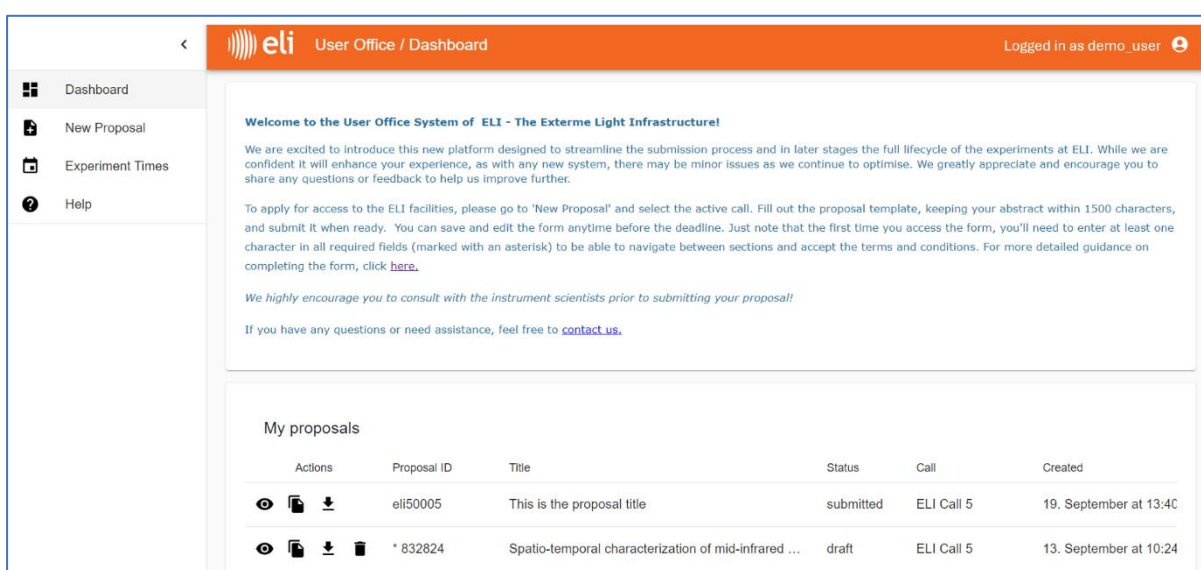 eli User Office / Dashboard Logged in as demo_user
Dashboard
New Proposal
Experiment Times
Help
Welcome to the User Office System of ELI - The Exterme Light Infrastructure!
We are excited to introduce this new platform designed to streamline the submission process and in later stages the full lifecycle of the experiments at ELI. While we are
confident it will enhance your experience, as with any new system, there may be minor issues as we continue to optimise. We greatly appreciate and encourage you to
share any questions or feedback to help us improve further.
To apply for access to the ELI facilities, please go to 'New Proposal' and select the active call. Fill out the proposal template, keeping your abstract within 1500 characters,
and submit it when ready. You can save and edit the form anytime before the deadline. Just note that the first time you access the form, you'll need to enter at least one
character in all required fields (marked with an asterisk) to be able to navigate between sections and accept the terms and conditions. For more detailed guidance on
completing the form, click here.
We highly encourage you to consult with the instrument scientists prior to submitting your proposal!
If you have any questions or need assistance, feel free to contact us.
My proposals
Actions Proposal ID Title Status Call Created
eli50005 This is the proposal title submitted ELI Call 5 19. September at 13:40
* 832824 Spatio-temporal characterization of mid-infrared ... draft ELI Call 5 13. September at 10:24